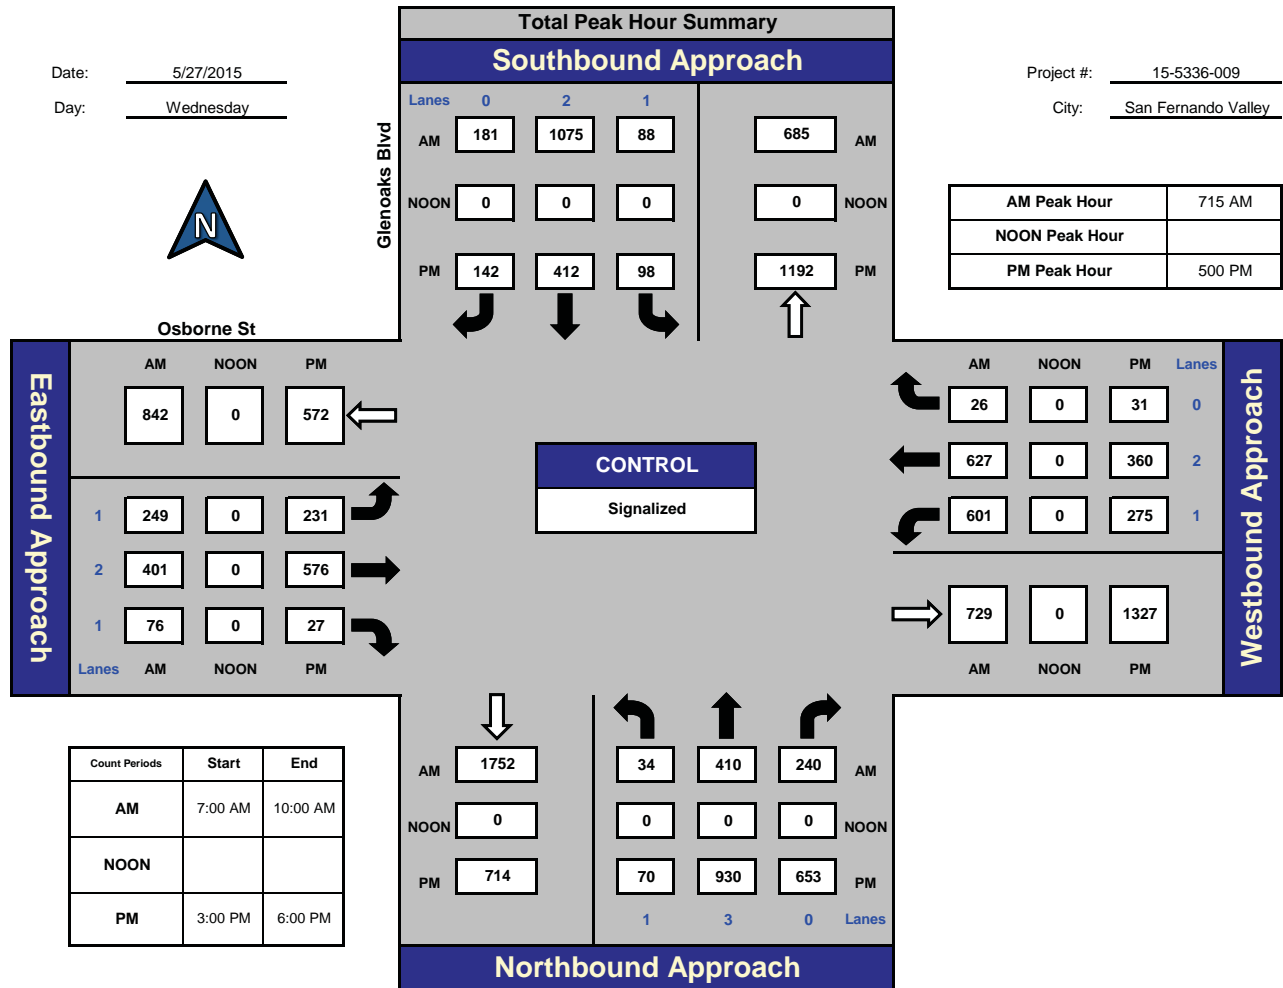 Total Peak Hour Summary
Southbound Approach
Date: 5/27/2015
Day: Wednesday
Project #: 15-5336-009
City: San Fernando Valley
N
Glenoaks Blvd
Lanes 0 2 1
AM 181 1075 88 685 AM
NOON 0 0 0 0 NOON
PM 142 412 98 1192 PM
AM Peak Hour 715 AM
NOON Peak Hour
PM Peak Hour 500 PM
Osborne St
Eastbound Approach
AM NOON PM
842 0 572
1 249 0 231
2 401 0 576
1 76 0 27
Lanes AM NOON PM
CONTROL
Signalized
AM NOON PM Lanes
26 0 31 0
627 0 360 2
601 0 275 1
729 0 1327
AM NOON PM
Westbound Approach
Count Periods Start End
AM 7:00 AM 10:00 AM
NOON
PM 3:00 PM 6:00 PM
AM 1752 34 410 240 AM
NOON 0 0 0 0 NOON
PM 714 70 930 653 PM
1 3 0 Lanes
Northbound Approach